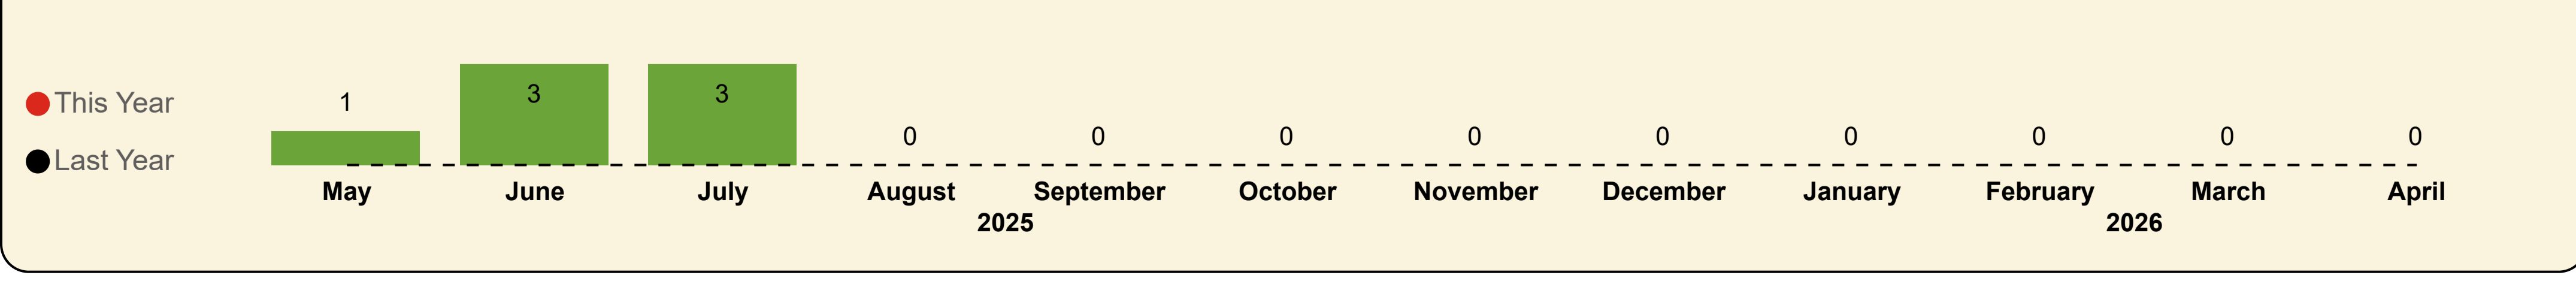 This Year
Last Year
1 3 3 0 0 0 0 0 0 0 0 0
May June July August September October November December January February March April
2025 2026